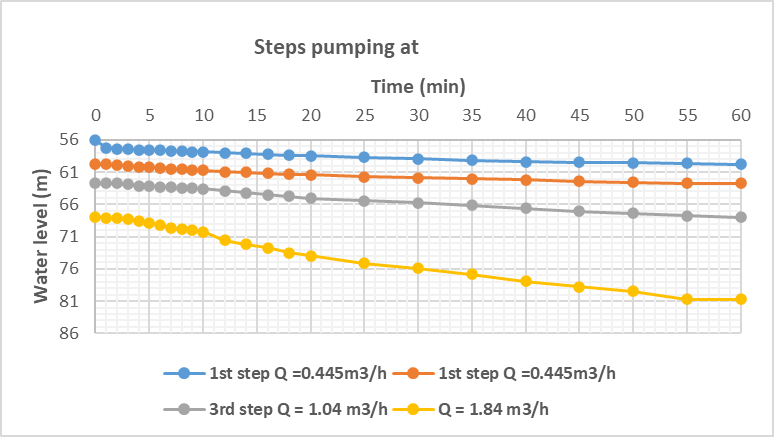 Steps pumping at
Time (min)
0 5 10 15 20 25 30 35 40 45 50 55 60
56
61
66
71
76
81
86
Water level (m)
1st step Q =0.445m3/h 1st step Q =0.445m3/h
3rd step Q = 1.04 m3/h Q = 1.84 m3/h